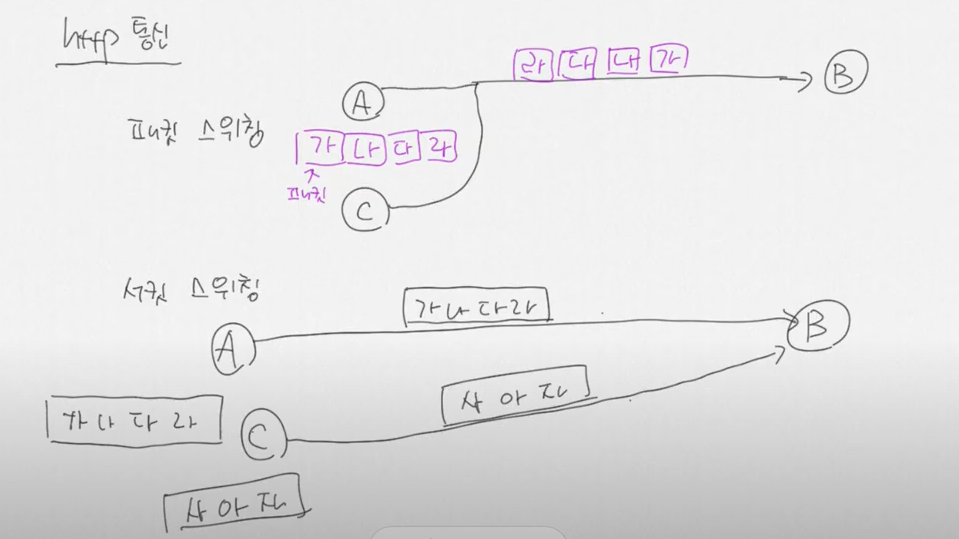 http 통신
라 다 나 가
A
B
패킷 스위칭
가 나 다 라
패킷
C
서킷 스위칭
가 나 다 라
A
B
사 아 자
가 나 다 라
C
사 아 자